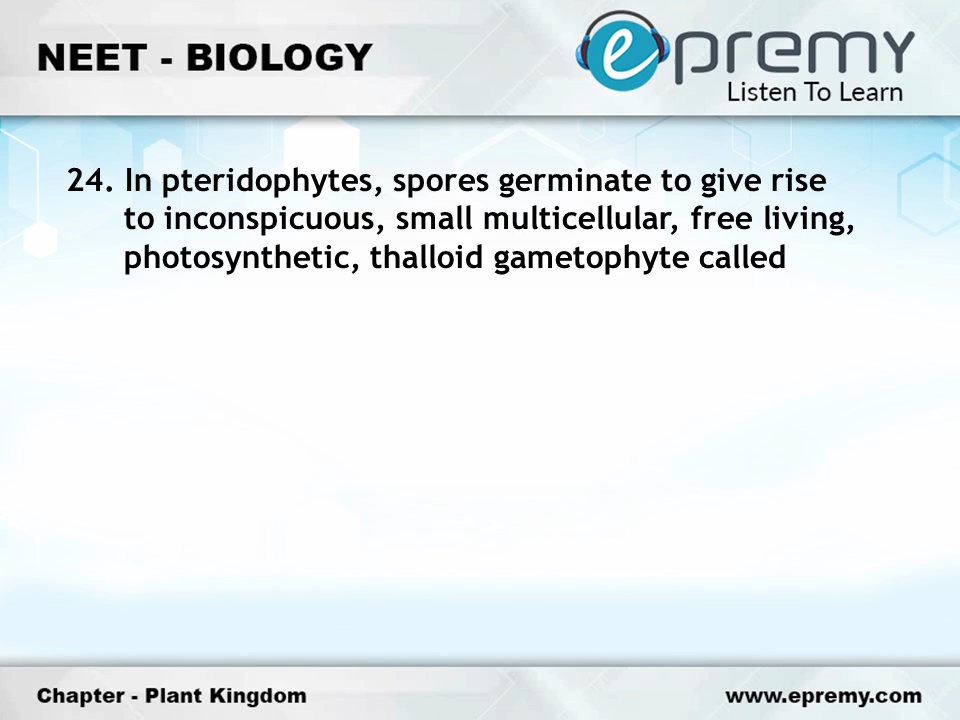 NEET - BIOLOGY
epremy
Listen To Learn
24. In pteridophytes, spores germinate to give rise
to inconspicuous, small multicellular, free living,
photosynthetic, thalloid gametophyte called
Chapter - Plant Kingdom
www.epremy.com